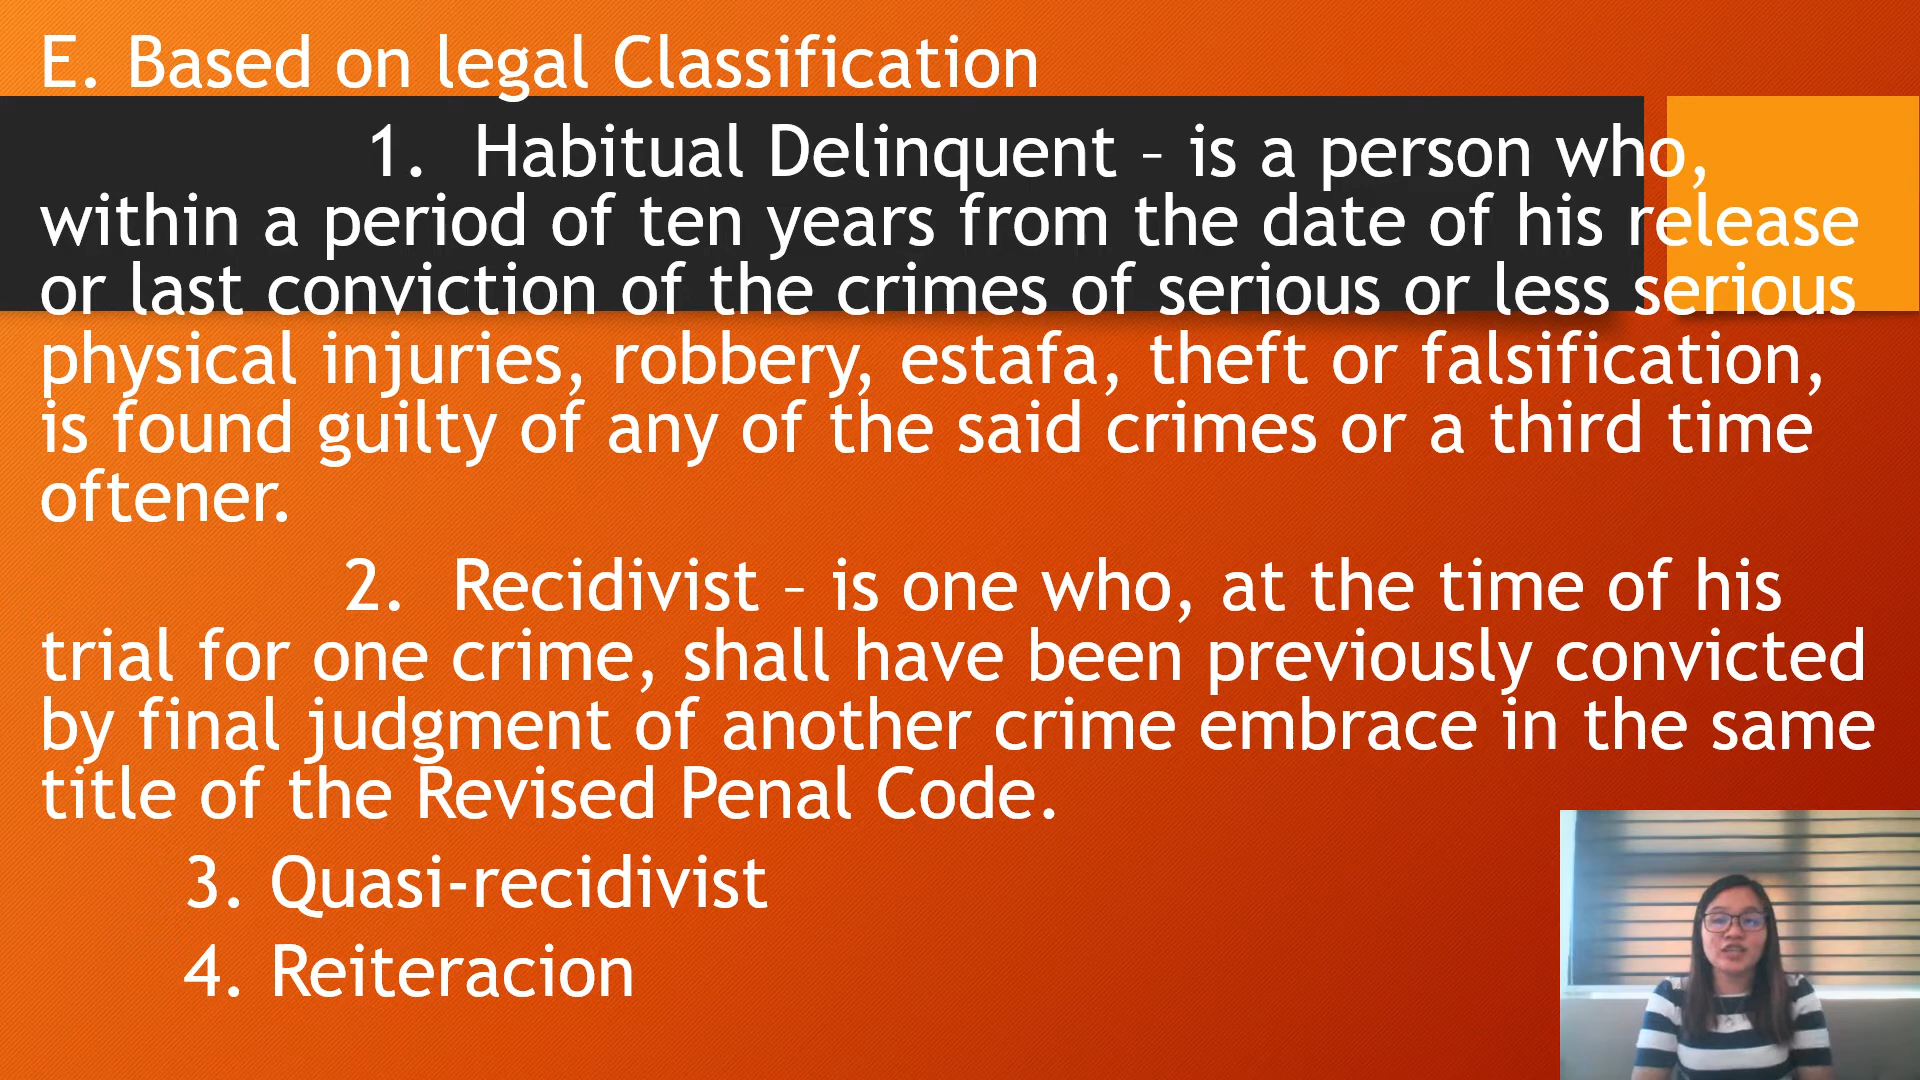 E. Based on legal Classification
1. Habitual Delinquent – is a person who,
within a period of ten years from the date of his release
or last conviction of the crimes of serious or less serious
physical injuries, robbery, estafa, theft or falsification,
is found guilty of any of the said crimes or a third time
oftener.
2. Recidivist – is one who, at the time of his
trial for one crime, shall have been previously convicted
by final judgment of another crime embrace in the same
title of the Revised Penal Code.
3. Quasi-recidivist
4. Reiteracion